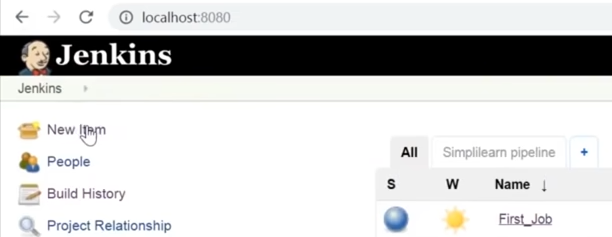 localhost:8080
Jenkins
Jenkins
New Item
People
Build History
Project Relationship
All Simplilearn pipeline +
S W Name ↓
First_Job